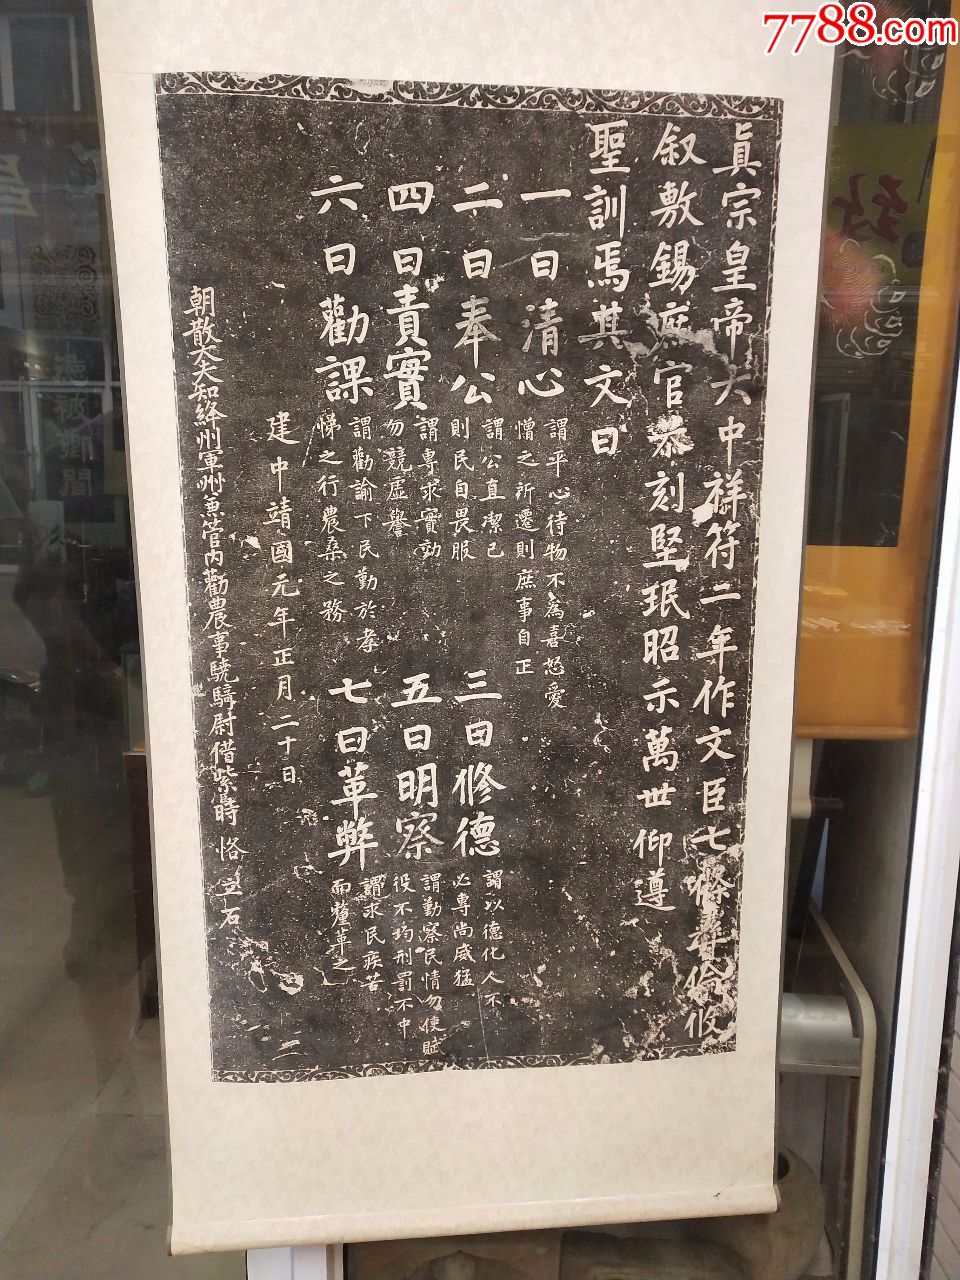 7788.com
眞宗皇帝大中祥符二年作文臣七條彝倫攸
叙敷錫庶官恭刻堅珉昭示萬世仰遵
聖訓焉其文曰
一曰清心
謂平心待物不為喜怒愛
憎之所遷則庶事自正
二曰奉公
謂公直潔己
則民自畏服
三曰修德
謂以德化人不
必專尚威猛
四曰責實
謂專求實効
勿競虛譽
五曰明察
謂勤察民情勿使賦
役不均刑罰不中
六曰勸課
謂勸諭下民勤於孝
悌之行農桑之務
七曰革弊
謂求民疾苦
而釐革之
建中靖國元年正月二十日
朝散大夫知絳州軍州兼管內勸農事驍騎尉借紫時恪立石
二